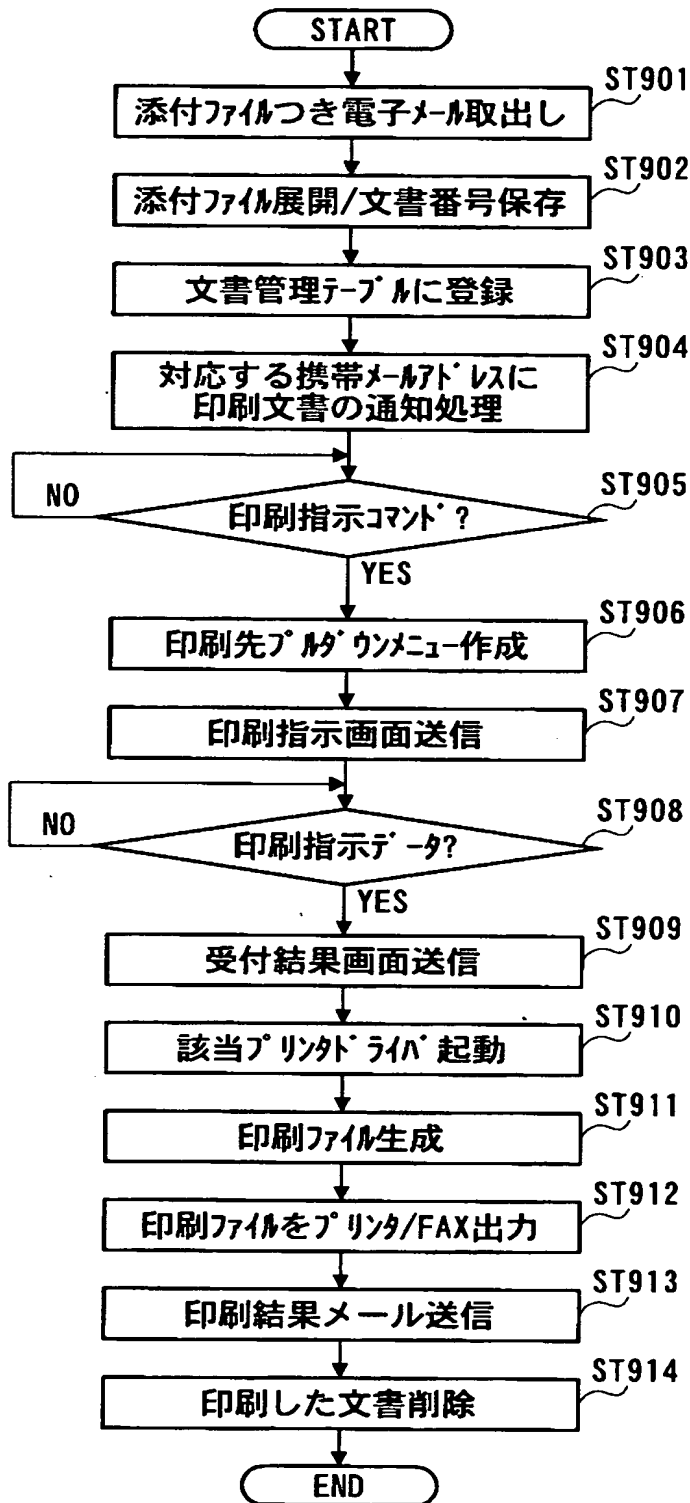 START
ST901
添付ファイルつき電子メール取出し
ST902
添付ファイル展開/文書番号保存
ST903
文書管理テーブルに登録
ST904
対応する携帯メールアドレスに
印刷文書の通知処理
ST905
NO
印刷指示コマンド?
YES
ST906
印刷先プルダウンメニュー作成
ST907
印刷指示画面送信
ST908
NO
印刷指示データ?
YES
ST909
受付結果画面送信
ST910
該当プリンタドライバ起動
ST911
印刷ファイル生成
ST912
印刷ファイルをプリンタ/FAX出力
ST913
印刷結果メール送信
ST914
印刷した文書削除
END